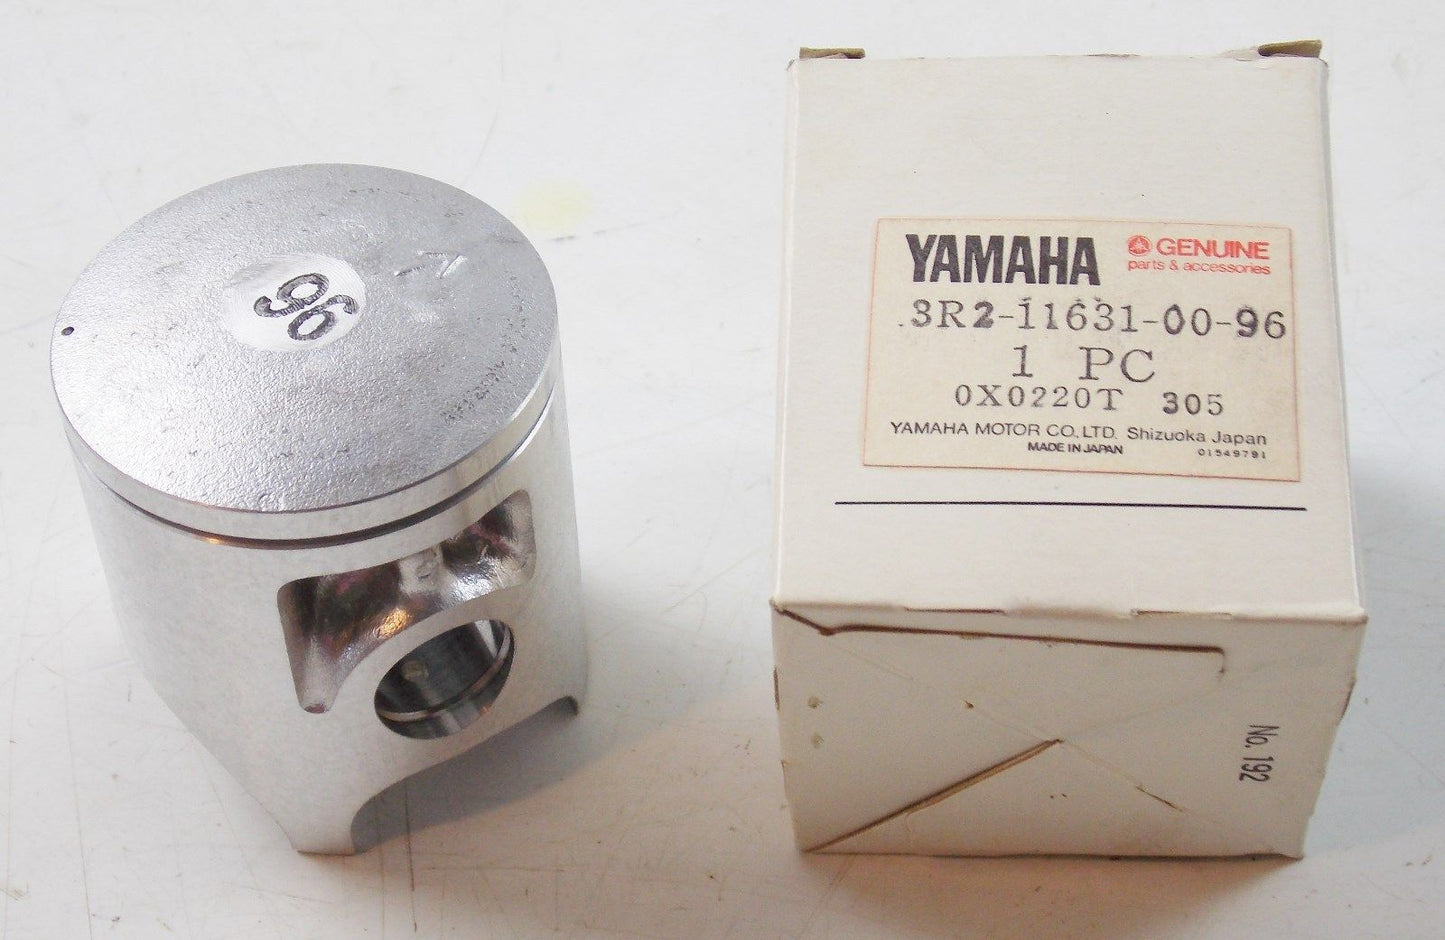 96
YAMAHA GENUINE
parts & accessories
3R2-11631-00-96
1 PC
0X0220T 305
YAMAHA MOTOR CO.,LTD. Shizuoka Japan
MADE IN JAPAN 01549791
No. 192